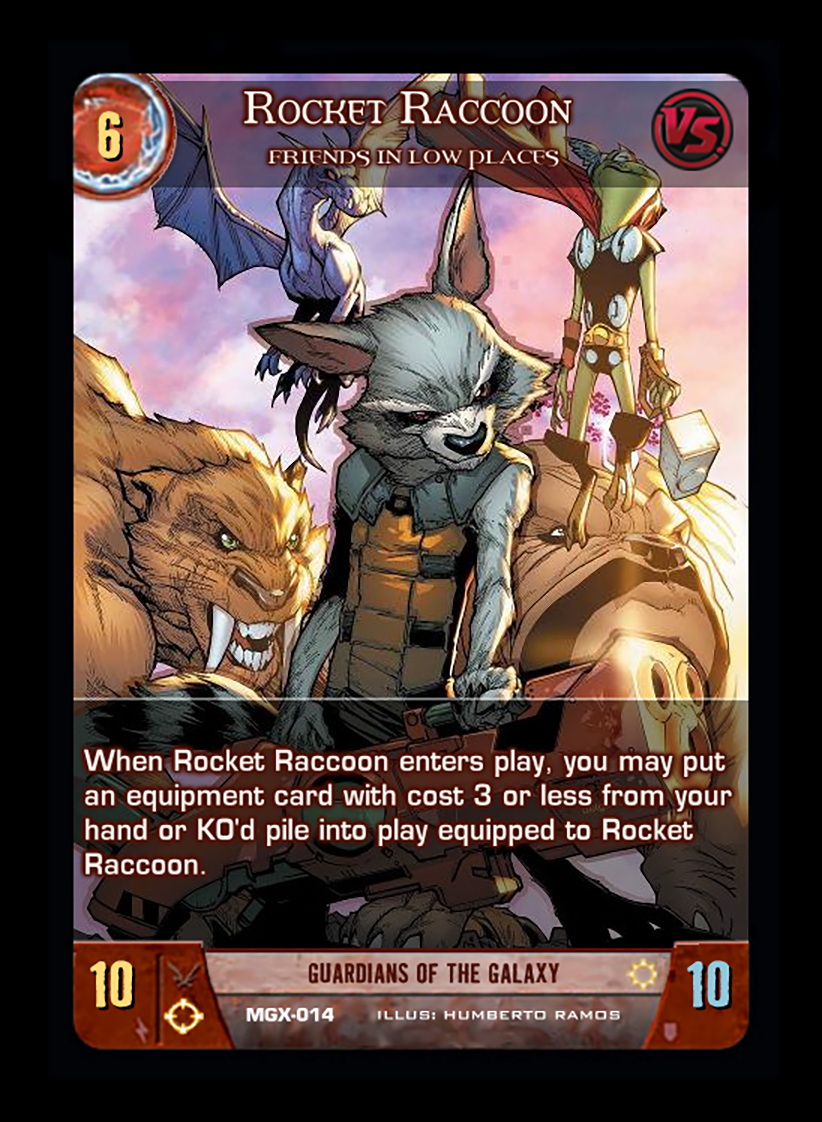 6
Rocket Raccoon
FRIENDS IN LOW PLACES
VS.
When Rocket Raccoon enters play, you may put
an equipment card with cost 3 or less from your
hand or KO'd pile into play equipped to Rocket
Raccoon.
10
GUARDIANS OF THE GALAXY
10
MGX-014 ILLUS: HUMBERTO RAMOS